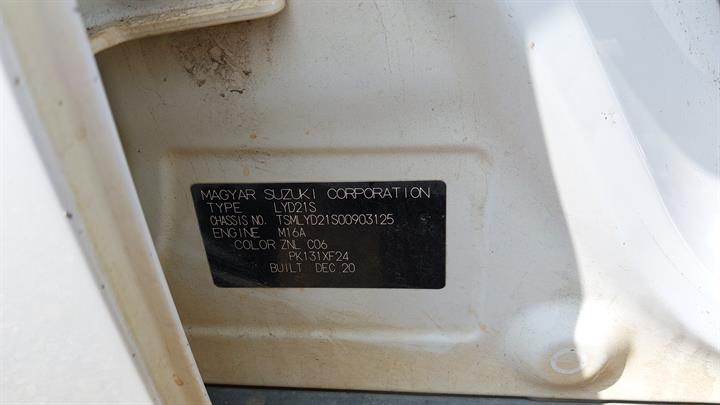 MAGYAR SUZUKI CORPORATION
TYPE LYD21S
CHASSIS NO. TSMLYD21S00903125
ENGINE M16A
COLOR ZNL C06
PK131XF24
BUILT DEC.20